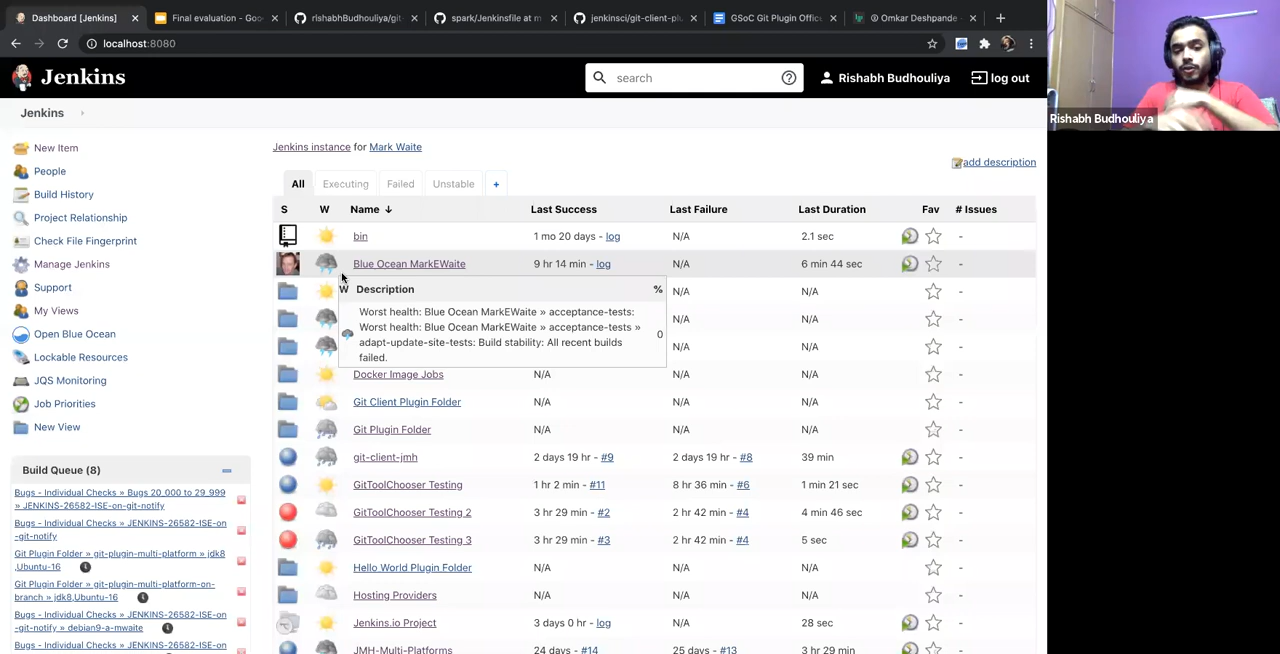 Dashboard [Jenkins]
Final evaluation - Goo
rishabhBudhouliya/git-
spark/Jenkinsfile at m
jenkinsci/git-client-plu
GSoC Git Plugin Offic
Omkar Deshpande -
localhost:8080
Jenkins
search
Rishabh Budhouliya
log out
Rishabh Budhouliya
Jenkins
New Item
People
Build History
Project Relationship
Check File Fingerprint
Manage Jenkins
Support
My Views
Open Blue Ocean
Lockable Resources
JQS Monitoring
Job Priorities
New View
Build Queue (8)
Bugs - Individual Checks » Bugs 20,000 to 29,999
» JENKINS-26582-ISE-on-git-notify
Bugs - Individual Checks » JENKINS-26582-ISE-on
-git-notify
Git Plugin Folder » git-plugin-multi-platform » jdk8
,Ubuntu-16
Git Plugin Folder » git-plugin-multi-platform-on-
branch » jdk8,Ubuntu-16
Bugs - Individual Checks » JENKINS-26582-ISE-on
-git-notify » debian9-a-mwaite
Bugs - Individual Checks » JENKINS-26582-ISE-on
Jenkins instance for Mark Waite
add description
All Executing Failed Unstable +
S W Name ↓ Last Success Last Failure Last Duration Fav # Issues
bin 1 mo 20 days - log N/A 2.1 sec -
Blue Ocean MarkEWaite 9 hr 14 min - log N/A 6 min 44 sec -
W Description %
Worst health: Blue Ocean MarkEWaite » acceptance-tests:
Worst health: Blue Ocean MarkEWaite » acceptance-tests »
adapt-update-site-tests: Build stability: All recent builds
failed.
0
N/A N/A -
N/A N/A -
N/A N/A -
Docker Image Jobs N/A N/A N/A -
Git Client Plugin Folder N/A N/A N/A -
Git Plugin Folder N/A N/A N/A -
git-client-jmh 2 days 19 hr - #9 2 days 19 hr - #8 39 min -
GitToolChooser Testing 1 hr 2 min - #11 8 hr 36 min - #6 1 min 21 sec -
GitToolChooser Testing 2 3 hr 29 min - #2 2 hr 42 min - #4 4 min 46 sec -
GitToolChooser Testing 3 3 hr 29 min - #3 2 hr 42 min - #4 5 sec -
Hello World Plugin Folder N/A N/A N/A -
Hosting Providers N/A N/A N/A -
Jenkins.io Project 3 days 0 hr - log N/A 28 sec -
JMH-Multi-Platforms 24 days - #14 25 days - #13 3 hr 29 min -